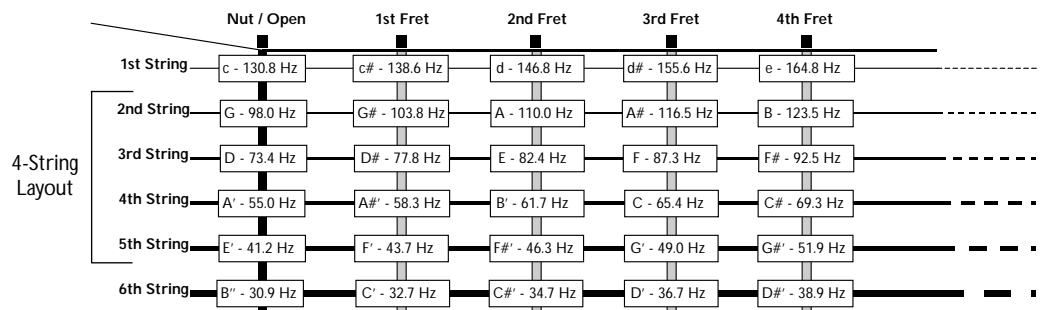 Nut / Open 1st Fret 2nd Fret 3rd Fret 4th Fret
1st String c - 130.8 Hz c# - 138.6 Hz d - 146.8 Hz d# - 155.6 Hz e - 164.8 Hz
2nd String G - 98.0 Hz G# - 103.8 Hz A - 110.0 Hz A# - 116.5 Hz B - 123.5 Hz
3rd String D - 73.4 Hz D# - 77.8 Hz E - 82.4 Hz F - 87.3 Hz F# - 92.5 Hz
4-String
Layout
4th String A' - 55.0 Hz A#' - 58.3 Hz B' - 61.7 Hz C - 65.4 Hz C# - 69.3 Hz
5th String E' - 41.2 Hz F' - 43.7 Hz F#' - 46.3 Hz G' - 49.0 Hz G#' - 51.9 Hz
6th String B'' - 30.9 Hz C' - 32.7 Hz C#' - 34.7 Hz D' - 36.7 Hz D#' - 38.9 Hz